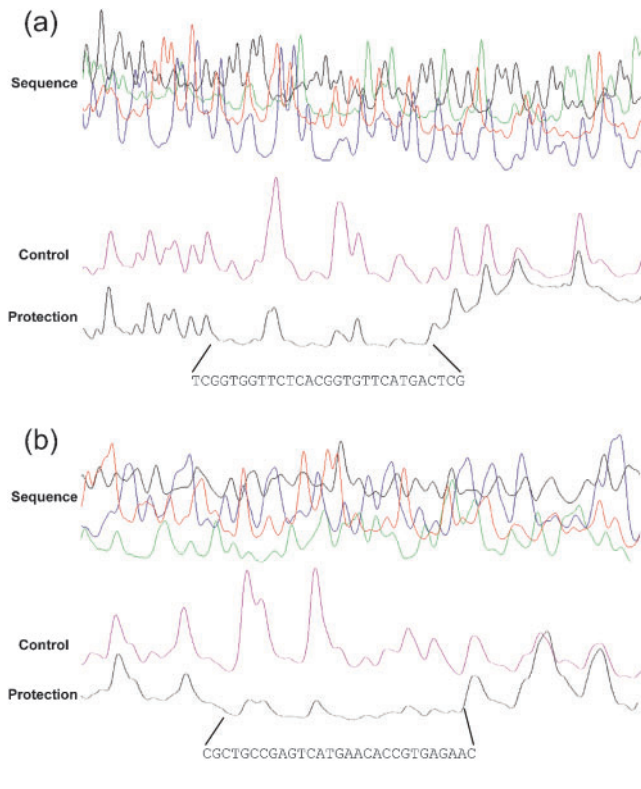 (a)
Sequence
Control
Protection
TCGGTGGTTCTCACGGTGTTCATGACTCG
(b)
Sequence
Control
Protection
CGCTGCCGAGTCATGAACACCGTGAGAAC